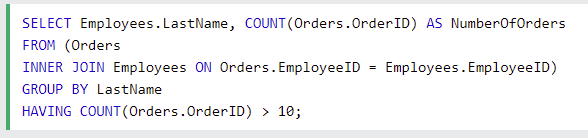 SELECT Employees.LastName, COUNT(Orders.OrderID) AS NumberOfOrders
FROM (Orders
INNER JOIN Employees ON Orders.EmployeeID = Employees.EmployeeID)
GROUP BY LastName
HAVING COUNT(Orders.OrderID) > 10;